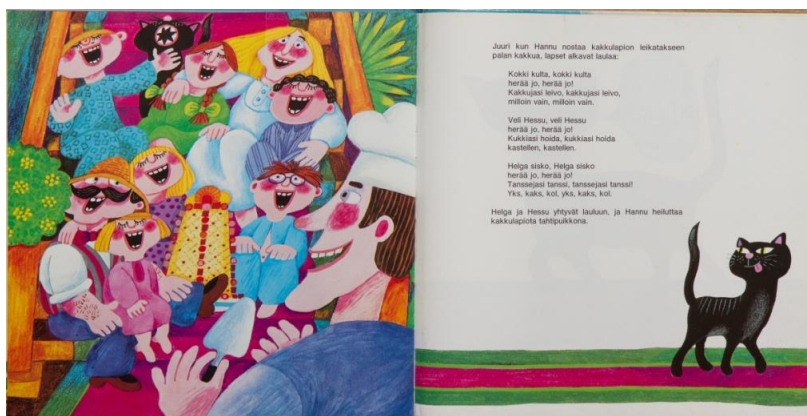 Juuri kun Hannu nostaa kakkulapion leikatakseen
palan kakkua, lapset alkavat laulaa:
Kokki kulta, kokki kulta
herää jo, herää jo!
Kakkujasi leivo, kakkujasi leivo,
milloin vain, milloin vain.
Veli Hessu, veli Hessu
herää jo, herää jo!
Kukkiasi hoida, kukkiasi hoida
kastellen, kastellen.
Helga sisko, Helga sisko
herää jo, herää jo!
Tanssejasi tanssi, tanssejasi tanssi!
Yks, kaks, kol, yks, kaks, kol.
Helga ja Hessu yhtyvät lauluun, ja Hannu heiluttaa
kakkulapiota tahtipuikkona.